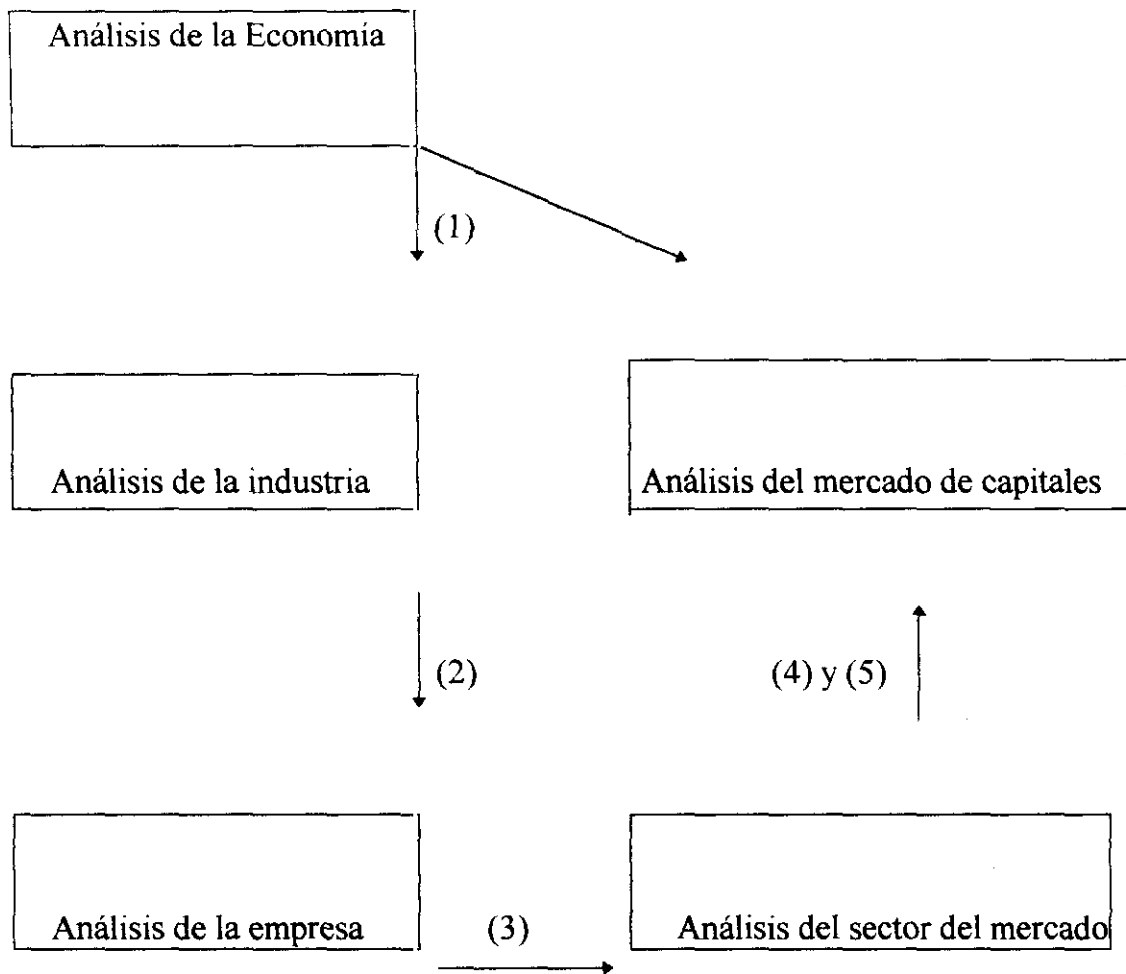 Análisis de la Economía
(1)
Análisis de la industria
Análisis del mercado de capitales
(2)
(4) y (5)
Análisis de la empresa
(3)
Análisis del sector del mercado